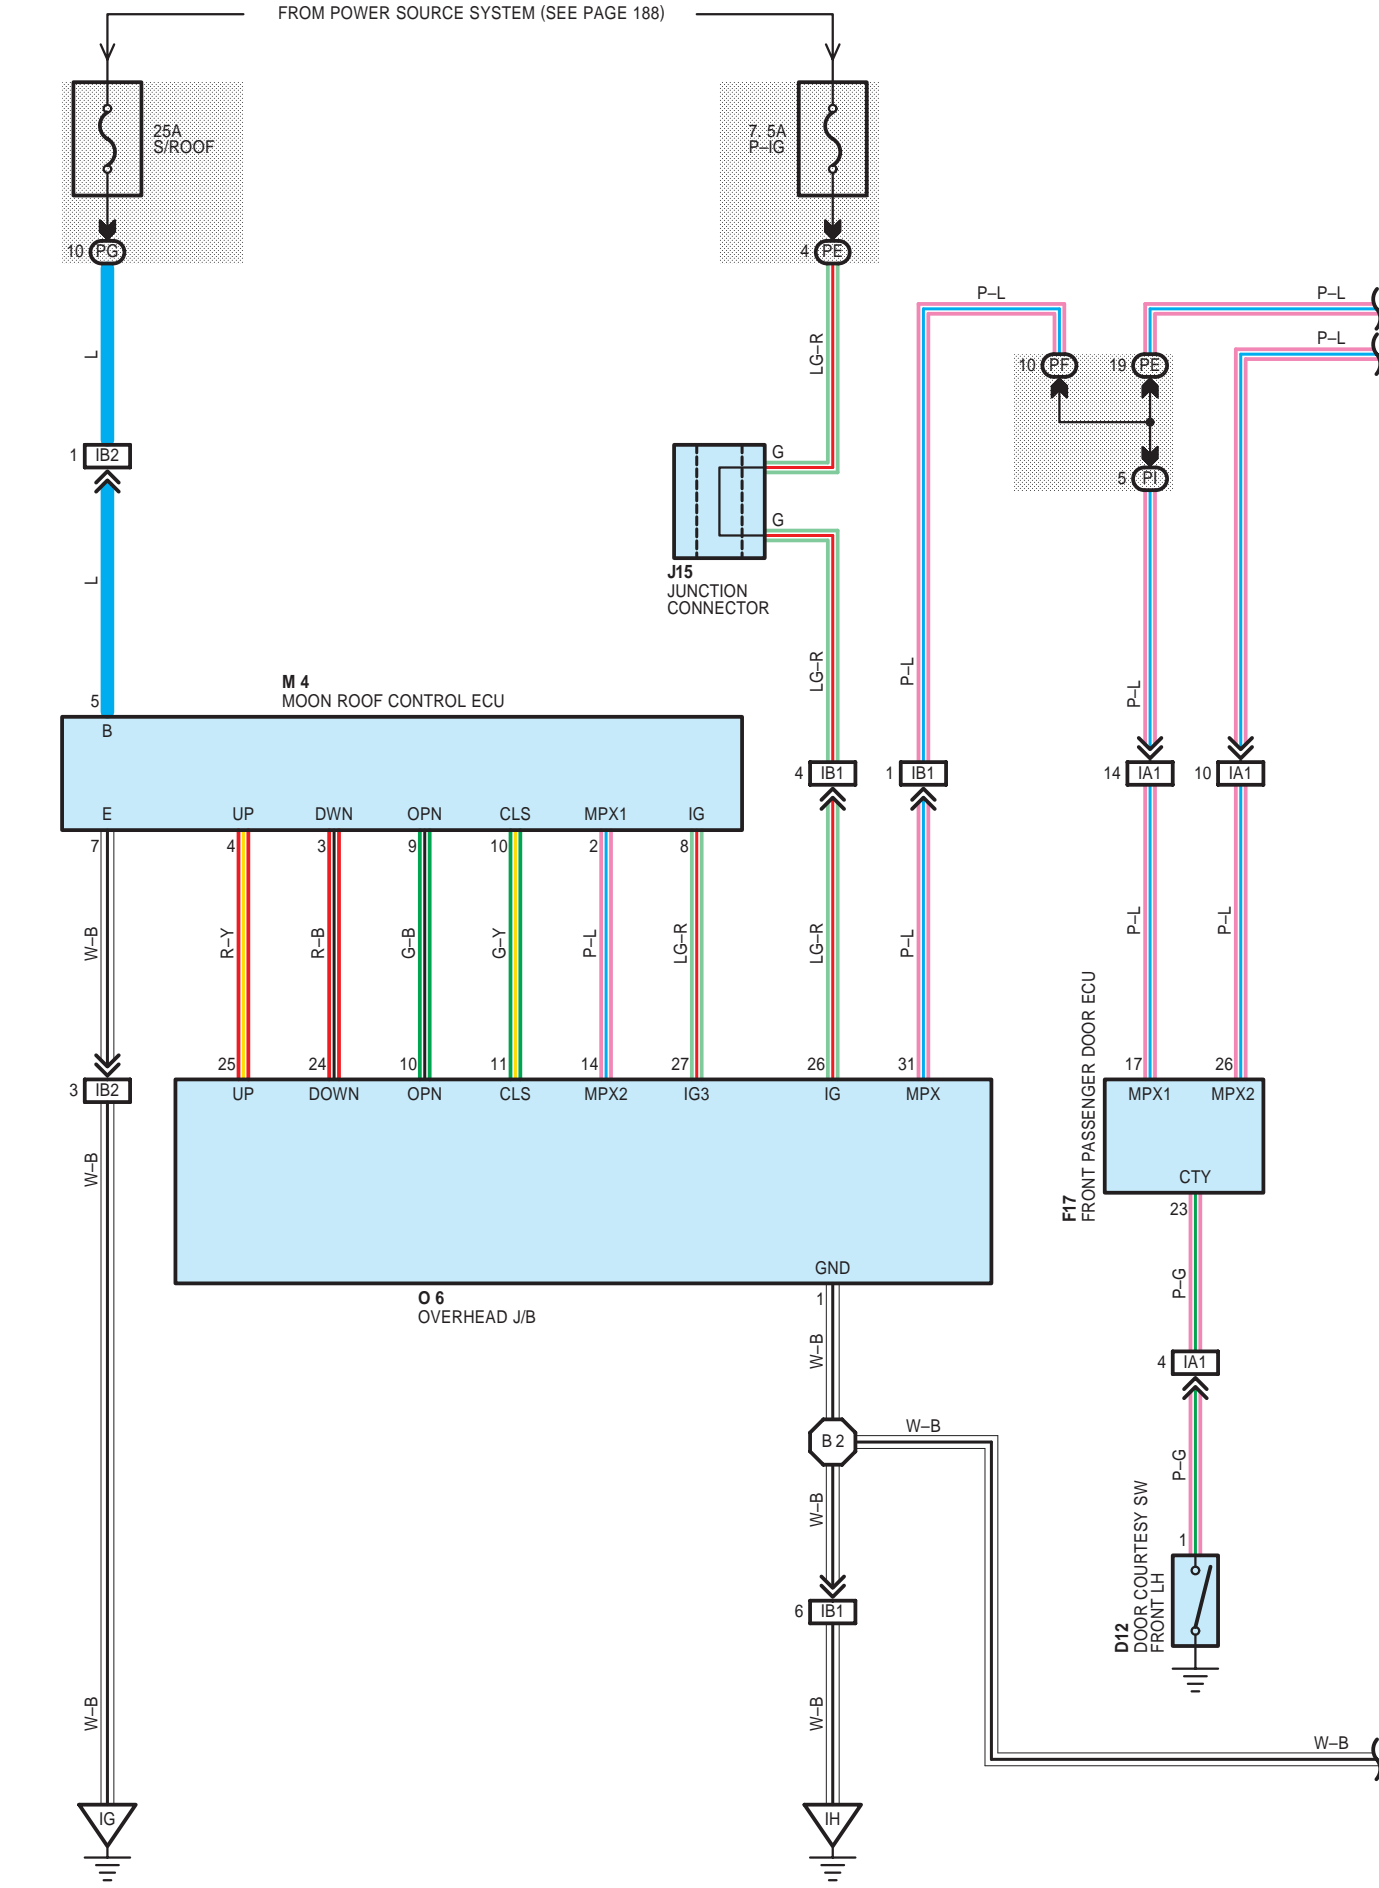 FROM POWER SOURCE SYSTEM (SEE PAGE 188)
25A
S/ROOF
7. 5A
P–IG
10 PG
4 PE
P–L
P–L
P–L
L
LG–R
10 PF
19 PE
1 IB2
G
5 PI
G
L
J15
JUNCTION
CONNECTOR
LG–R
P–L
P–L
M 4
MOON ROOF CONTROL ECU
5
B
4 IB1
1 IB1
14 IA1
10 IA1
E UP DWN OPN CLS MPX1 IG
7 4 3 9 10 2 8
W–B R–Y R–B G–B G–Y P–L LG–R LG–R P–L P–L P–L
FRONT PASSENGER DOOR ECU
F17
25 24 10 11 14 27 26 31 17 26
3 IB2
UP DOWN OPN CLS MPX2 IG3 IG MPX
MPX1 MPX2
W–B
CTY
23
GND
O 6
OVERHEAD J/B
1
P–G
W–B
4 IA1
B 2
W–B
P–G
W–B
1
D12
DOOR COURTESY SW
FRONT LH
6 IB1
W–B
W–B
W–B
IG
IH